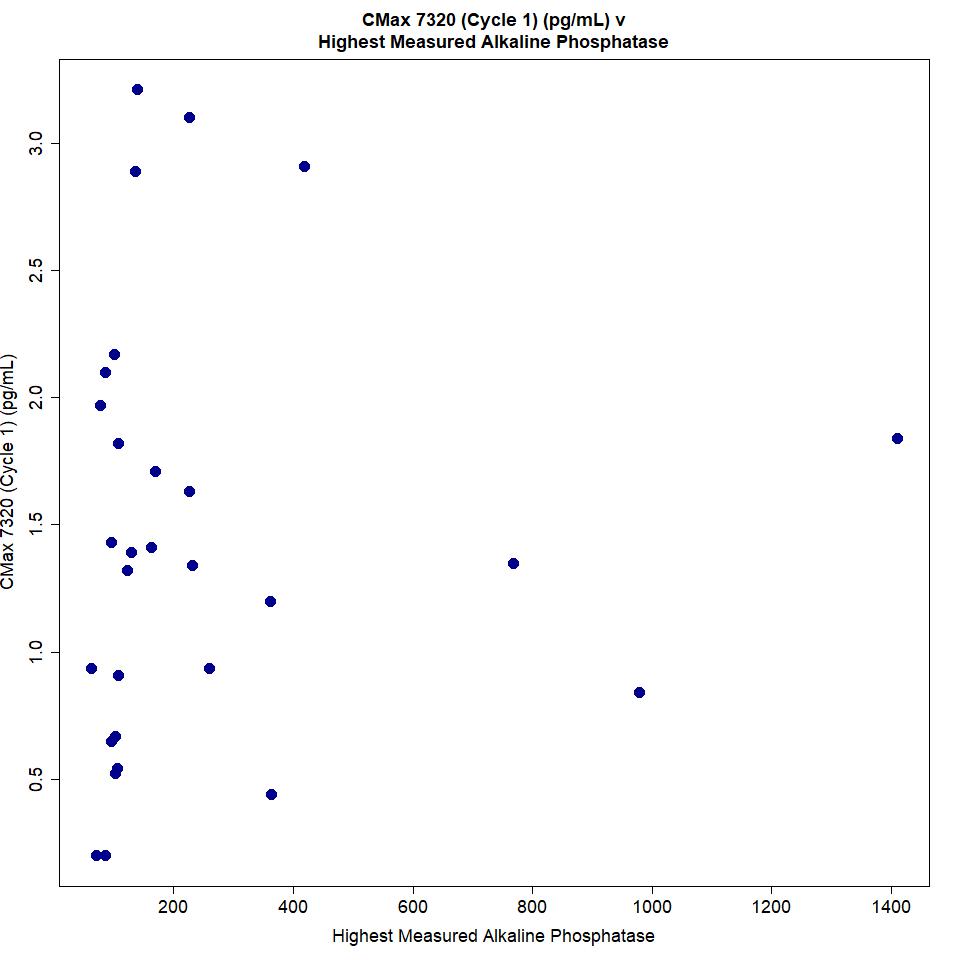 CMax 7320 (Cycle 1) (pg/mL) v
Highest Measured Alkaline Phosphatase
CMax 7320 (Cycle 1) (pg/mL)
3.0
2.5
2.0
1.5
1.0
0.5
200 400 600 800 1000 1200 1400
Highest Measured Alkaline Phosphatase